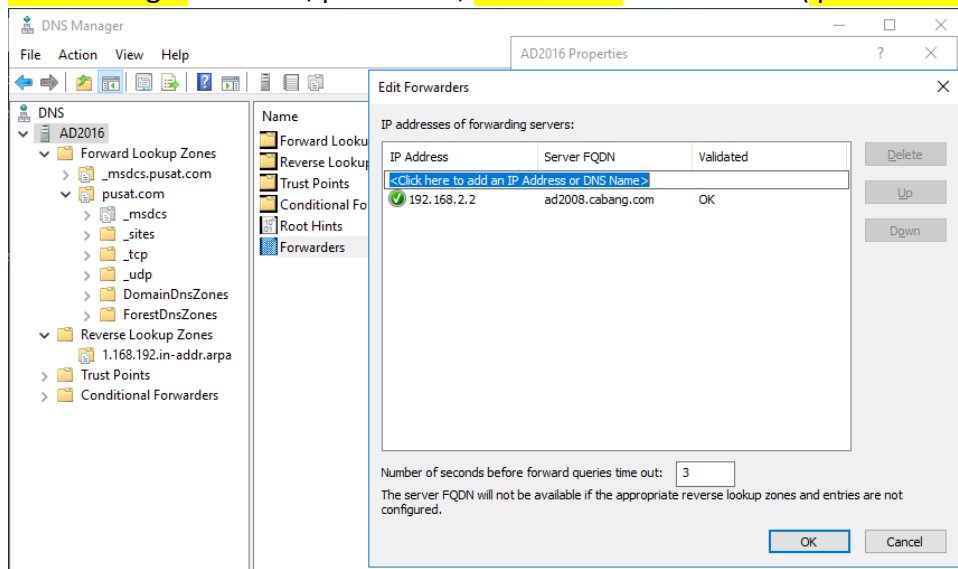 DNS Manager
File Action View Help
AD2016 Properties
?
DNS
AD2016
Forward Lookup Zones
_msdcs.pusat.com
pusat.com
_msdcs
_sites
_tcp
_udp
DomainDnsZones
ForestDnsZones
Reverse Lookup Zones
1.168.192.in-addr.arpa
Trust Points
Conditional Forwarders
Name
Forward Looku
Reverse Lookup
Trust Points
Conditional Fo
Root Hints
Forwarders
Edit Forwarders
IP addresses of forwarding servers:
IP Address Server FQDN Validated
<Click here to add an IP Address or DNS Name>
192.168.2.2 ad2008.cabang.com OK
Delete
Up
Down
Number of seconds before forward queries time out: 3
The server FQDN will not be available if the appropriate reverse lookup zones and entries are not
configured.
OK Cancel